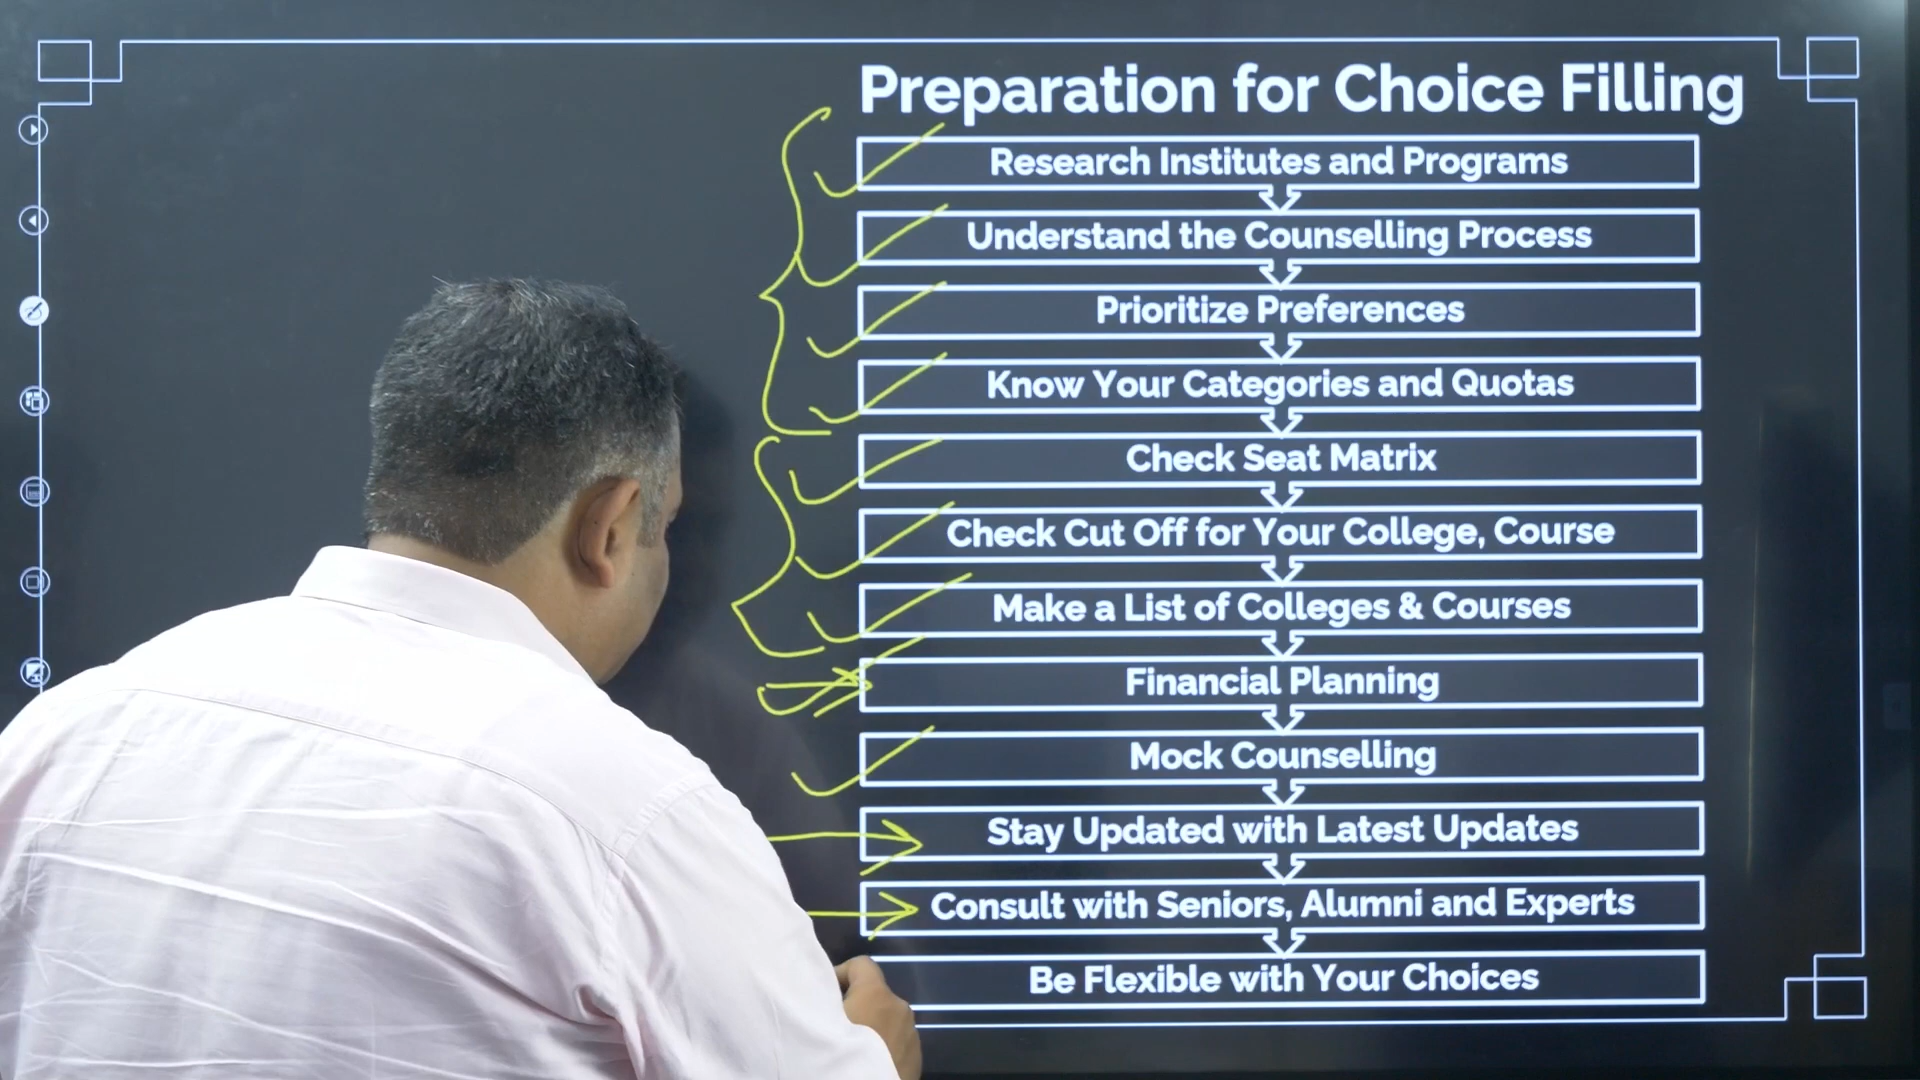 Preparation for Choice Filling
Research Institutes and Programs
Understand the Counselling Process
Prioritize Preferences
Know Your Categories and Quotas
Check Seat Matrix
Check Cut Off for Your College, Course
Make a List of Colleges & Courses
Financial Planning
Mock Counselling
Stay Updated with Latest Updates
Consult with Seniors, Alumni and Experts
Be Flexible with Your Choices